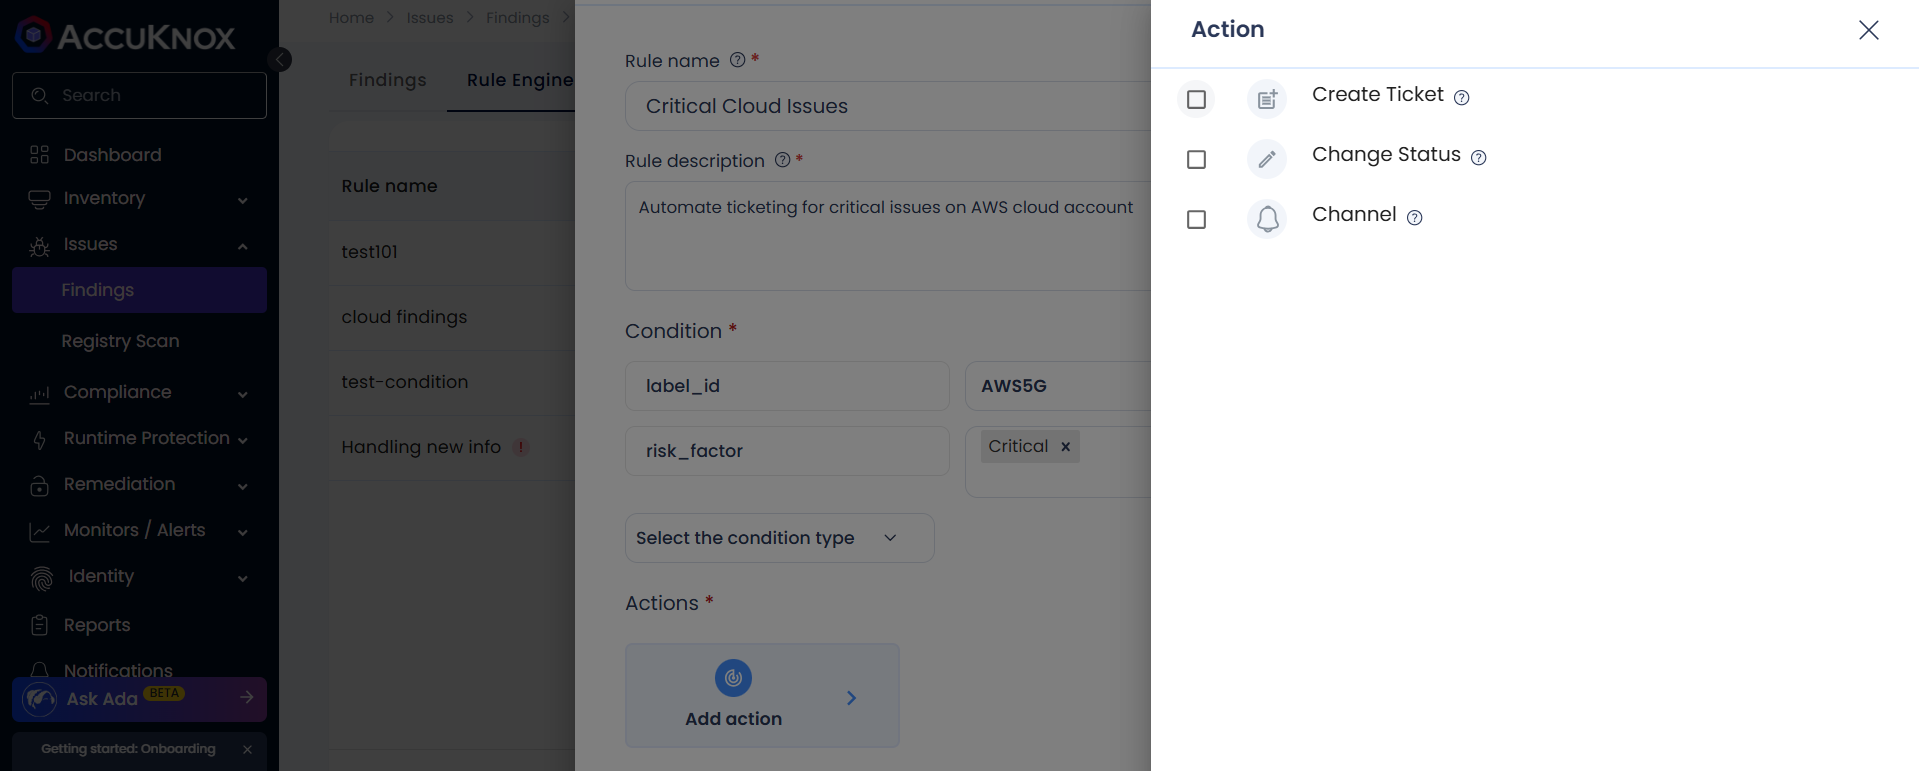 ACCUKNOX
Search
Dashboard
Inventory
Issues
Findings
Registry Scan
Compliance
Runtime Protection
Remediation
Monitors / Alerts
Identity
Reports
Notifications
Ask Ada BETA
Getting started: Onboarding
Home > Issues > Findings >
Findings Rule Engine
Rule name
test101
cloud findings
test-condition
Handling new info !
Rule name ? *
Critical Cloud Issues
Rule description ? *
Automate ticketing for critical issues on AWS cloud account
Condition *
label_id AWS5G
risk_factor Critical ×
Select the condition type
Actions *
Add action
Action
Create Ticket ?
Change Status ?
Channel ?